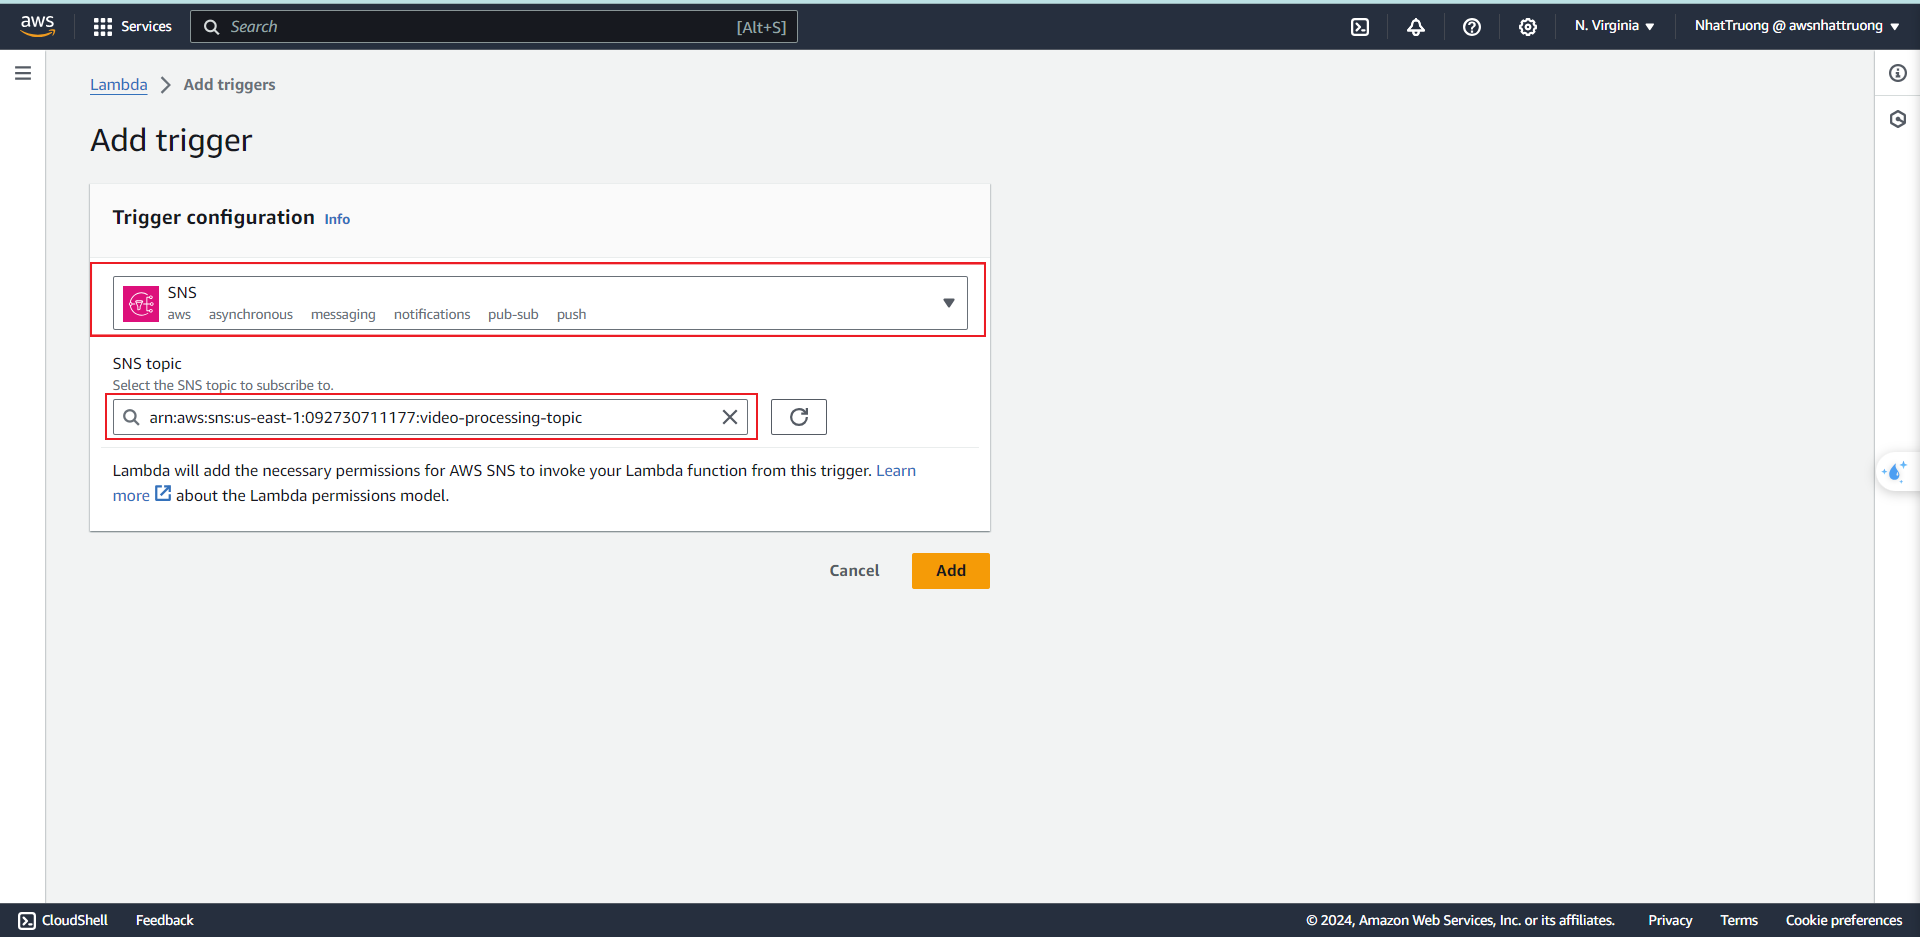 aws Services Search [Alt+S] N. Virginia NhatTruong @ awsnhattruong
Lambda Add triggers
Add trigger
Trigger configuration Info
SNS
aws asynchronous messaging notifications pub-sub push
SNS topic
Select the SNS topic to subscribe to.
arn:aws:sns:us-east-1:092730711177:video-processing-topic
Lambda will add the necessary permissions for AWS SNS to invoke your Lambda function from this trigger. Learn
more about the Lambda permissions model.
Cancel Add
CloudShell Feedback © 2024, Amazon Web Services, Inc. or its affiliates. Privacy Terms Cookie preferences